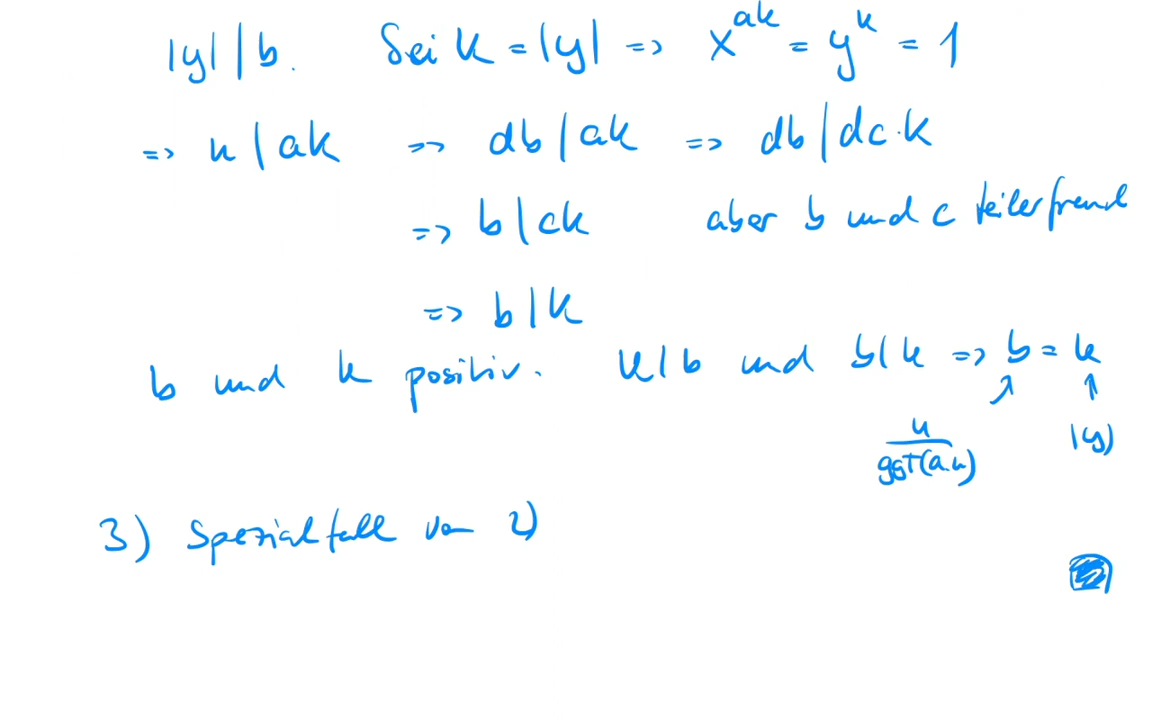 |y| | b. Sei k = |y| => x^{ak} = y^k = 1
=> n | ak => db | ak => db | dc·k
=> b | ck aber b und c teilerfremd
=> b | k
b und k positiv. k | b und b | k => b = k
↗ ↑
n/ggT(a,n) |y|
3) Spezialfall von 2)